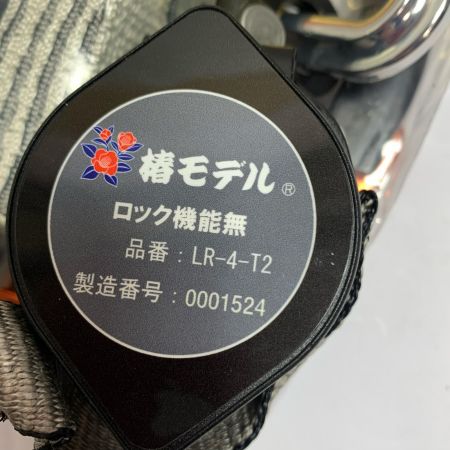 椿モデル®
ロック機能無
品番：LR-4-T2
製造番号：0001524